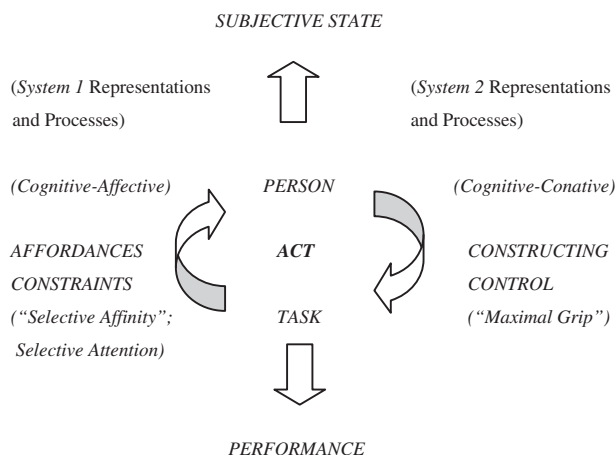 SUBJECTIVE STATE
(System 1 Representations
and Processes)
(System 2 Representations
and Processes)
(Cognitive-Affective)
PERSON
(Cognitive-Conative)
AFFORDANCES
CONSTRAINTS
(“Selective Affinity”;
Selective Attention)
ACT
CONSTRUCTING
CONTROL
(“Maximal Grip”)
TASK
PERFORMANCE